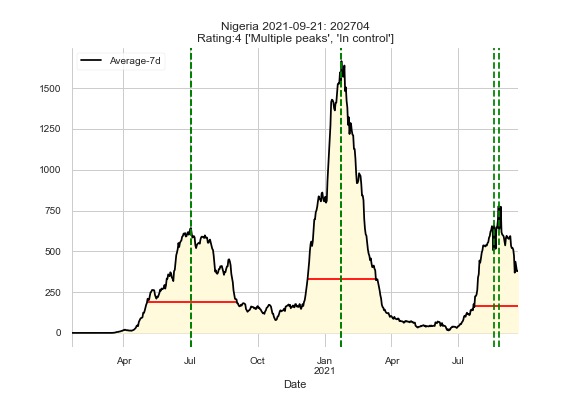 Nigeria 2021-09-21: 202704
Rating:4 ['Multiple peaks', 'In control']
Average-7d
1500
1250
1000
750
500
250
0
Apr
Jul
Oct
Jan
2021
Apr
Jul
Date